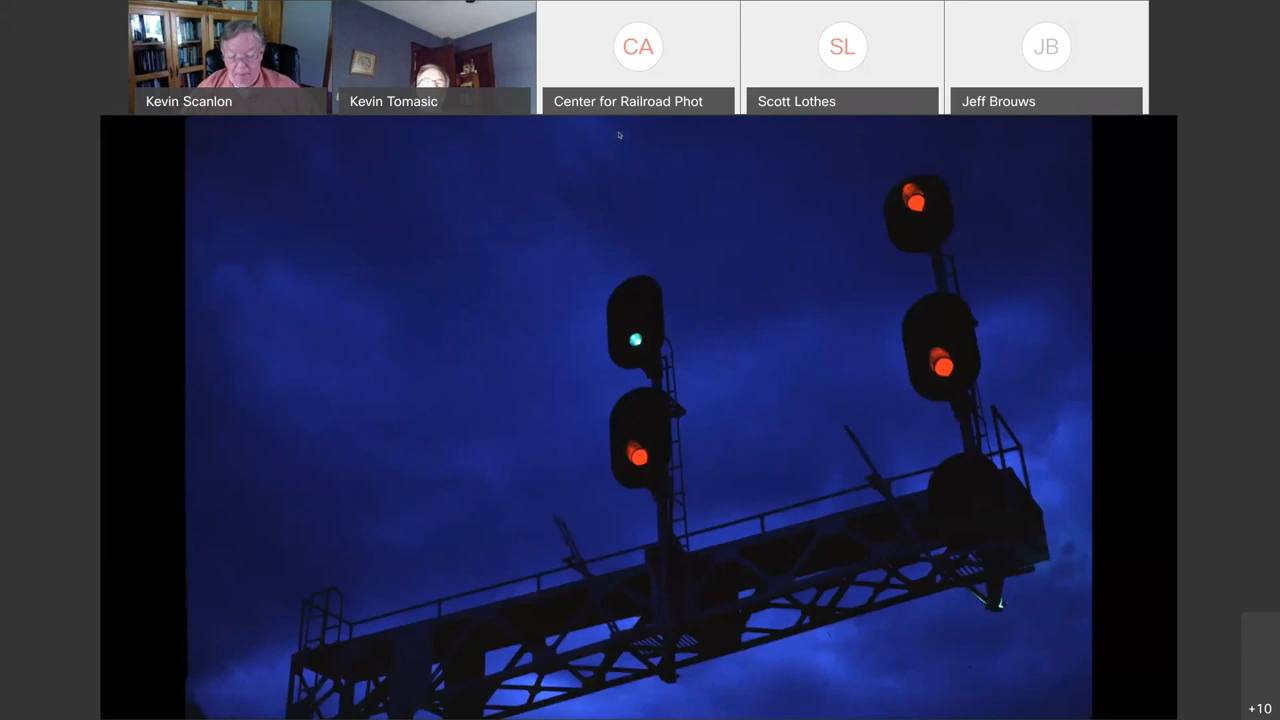 CA
SL
JB
Kevin Scanlon
Kevin Tomasic
Center for Railroad Phot
Scott Lothes
Jeff Brouws
+10